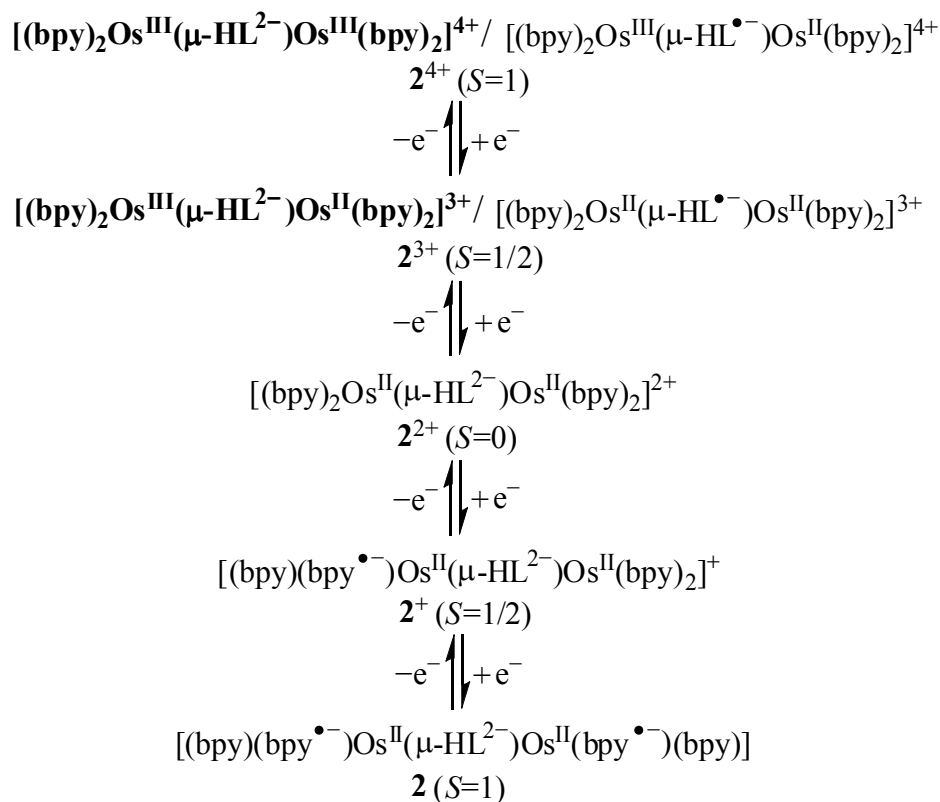 [(bpy)₂Osᴵᴵᴵ(μ-HL²⁻)Osᴵᴵᴵ(bpy)₂]⁴⁺/ [(bpy)₂Osᴵᴵᴵ(μ-HL•⁻)Osᴵᴵ(bpy)₂]⁴⁺
2⁴⁺ (S=1)
−e⁻ +e⁻
[(bpy)₂Osᴵᴵᴵ(μ-HL²⁻)Osᴵᴵ(bpy)₂]³⁺/ [(bpy)₂Osᴵᴵ(μ-HL•⁻)Osᴵᴵ(bpy)₂]³⁺
2³⁺ (S=1/2)
−e⁻ +e⁻
[(bpy)₂Osᴵᴵ(μ-HL²⁻)Osᴵᴵ(bpy)₂]²⁺
2²⁺ (S=0)
−e⁻ +e⁻
[(bpy)(bpy•⁻)Osᴵᴵ(μ-HL²⁻)Osᴵᴵ(bpy)₂]⁺
2⁺ (S=1/2)
−e⁻ +e⁻
[(bpy)(bpy•⁻)Osᴵᴵ(μ-HL²⁻)Osᴵᴵ(bpy•⁻)(bpy)]
2 (S=1)